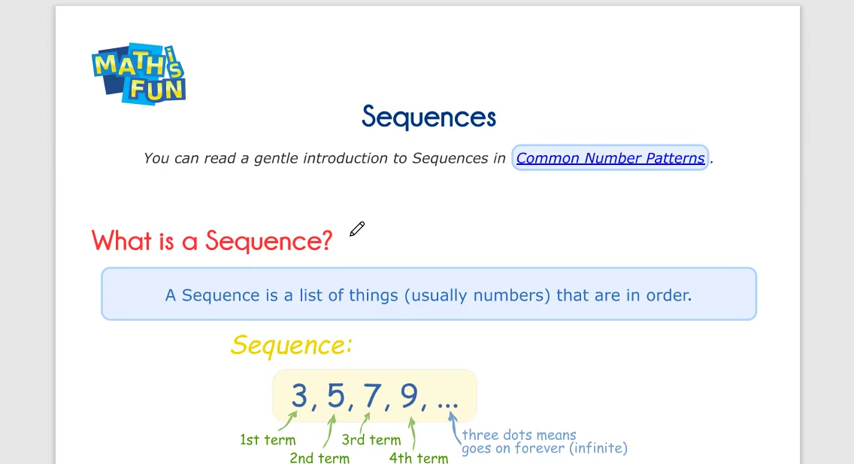 MATH iS FUN
Sequences
You can read a gentle introduction to Sequences in Common Number Patterns.
What is a Sequence?
A Sequence is a list of things (usually numbers) that are in order.
Sequence:
3, 5, 7, 9, ...
1st term
2nd term
3rd term
4th term
three dots means
goes on forever (infinite)